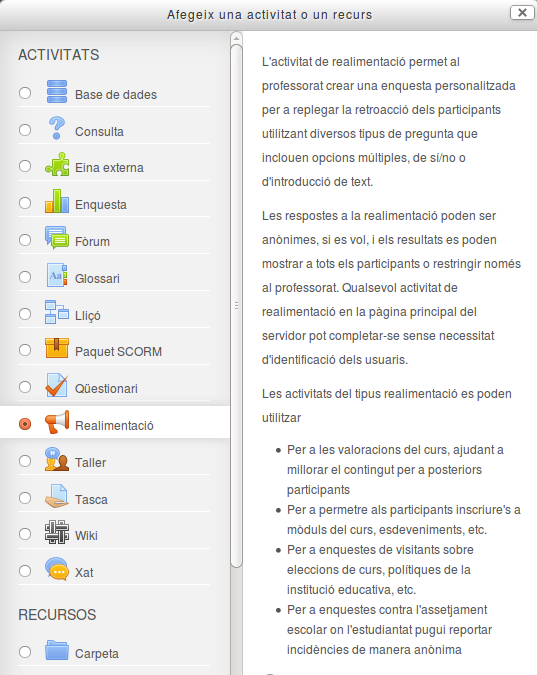 Afegeix una activitat o un recurs
ACTIVITATS
Base de dades
Consulta
Eina externa
Enquesta
Fòrum
Glossari
Lliçó
Paquet SCORM
Qüestionari
Realimentació
Taller
Tasca
Wiki
Xat
RECURSOS
Carpeta
L'activitat de realimentació permet al
professorat crear una enquesta personalitzada
per a replegar la retroacció dels participants
utilitzant diversos tipus de pregunta que
inclouen opcions múltiples, de sí/no o
d'introducció de text.
Les respostes a la realimentació poden ser
anònimes, si es vol, i els resultats es poden
mostrar a tots els participants o restringir només
al professorat. Qualsevol activitat de
realimentació en la pàgina principal del
servidor pot completar-se sense necessitat
d'identificació dels usuaris.
Les activitats del tipus realimentació es poden
utilitzar
Per a les valoracions del curs, ajudant a
millorar el contingut per a posteriors
participants
Per a permetre als participants inscriure's a
mòduls del curs, esdeveniments, etc.
Per a enquestes de visitants sobre
eleccions de curs, polítiques de la
institució educativa, etc.
Per a enquestes contra l'assetjament
escolar on l'estudiantat pugui reportar
incidències de manera anònima